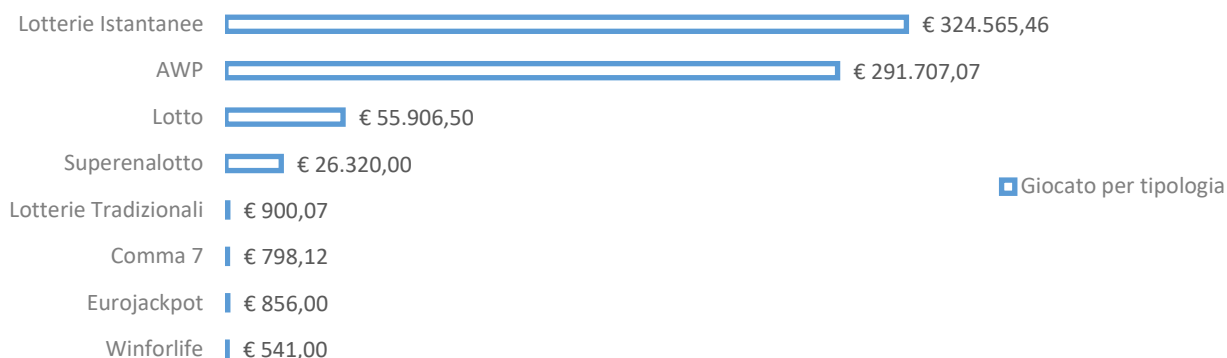 Lotterie Istantanee € 324.565,46
AWP € 291.707,07
Lotto € 55.906,50
Superenalotto € 26.320,00
Giocato per tipologia
Lotterie Tradizionali € 900,07
Comma 7 € 798,12
Eurojackpot € 856,00
Winforlife € 541,00